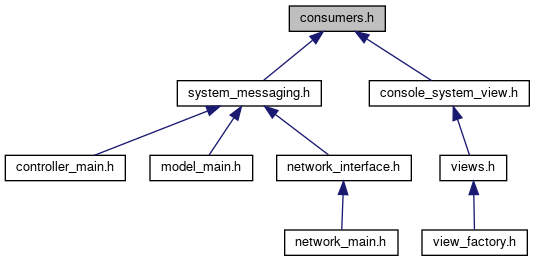 consumers.h
system_messaging.h
console_system_view.h
controller_main.h
model_main.h
network_interface.h
views.h
network_main.h
view_factory.h